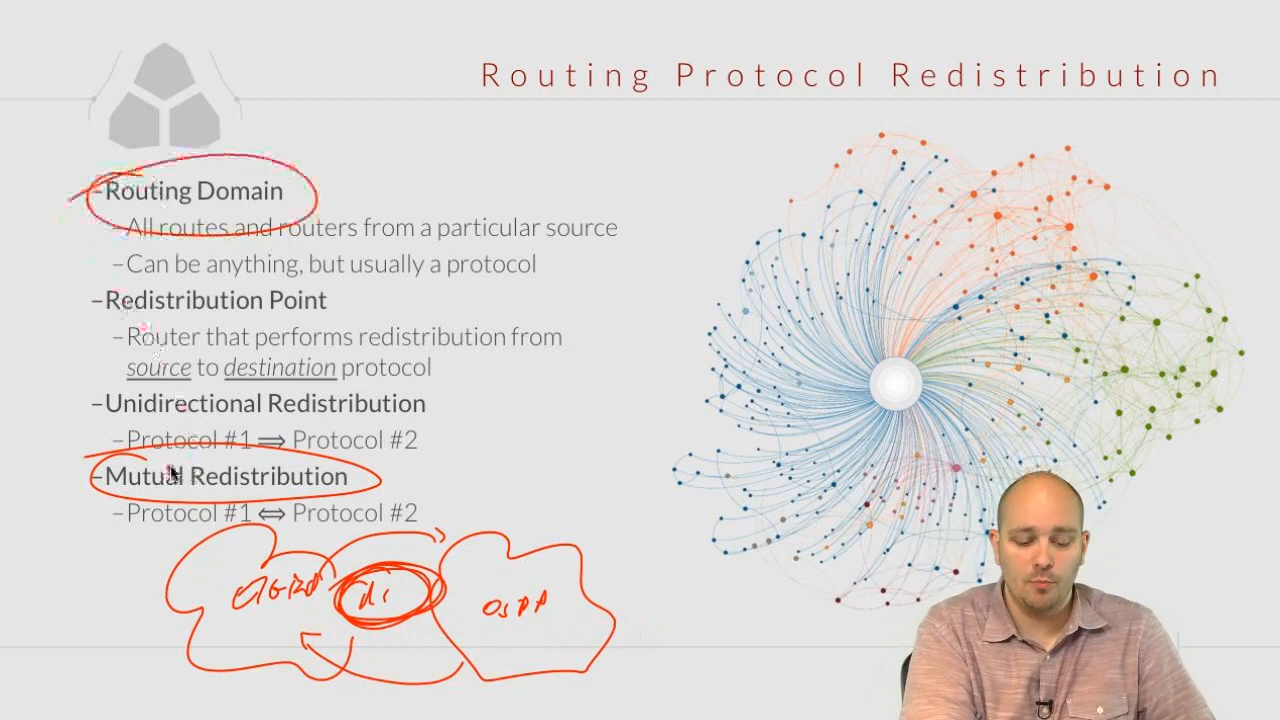 Routing Protocol Redistribution
–Routing Domain
–All routes and routers from a particular source
–Can be anything, but usually a protocol
–Redistribution Point
–Router that performs redistribution from
source to destination protocol
–Unidirectional Redistribution
–Protocol #1 ⟹ Protocol #2
–Mutual Redistribution
–Protocol #1 ⟺ Protocol #2
EIGRP
OSPF